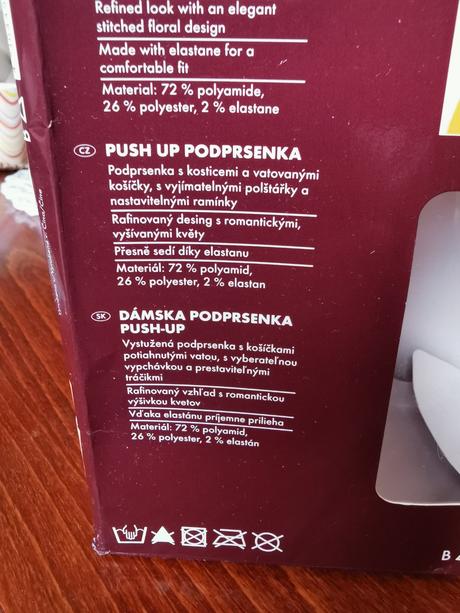 Refined look with an elegant
stitched floral design
Made with elastane for a
comfortable fit
Material: 72 % polyamide,
26 % polyester, 2 % elastane
CZ PUSH UP PODPRSENKA
Podprsenka s kosticemi a vatovanými
košíčky, s vyjímatelnými polštářky a
nastavitelnými ramínky
Rafinovaný desing s romantickými,
vyšívanými květy
Přesně sedí díky elastanu
Materiál: 72 % polyamid,
26 % polyester, 2 % elastan
SK DÁMSKA PODPRSENKA
PUSH-UP
Vystužená podprsenka s košíčkami
potiahnutými vatou, s vyberateľnou
vypchávkou a prestaviteľnými
tráčikmi
Rafinovaný vzhľad s romantickou
výšivkou kvetov
Vďaka elastánu príjemne prilieha
Materiál: 72 % polyamid,
26 % polyester, 2 % elastán